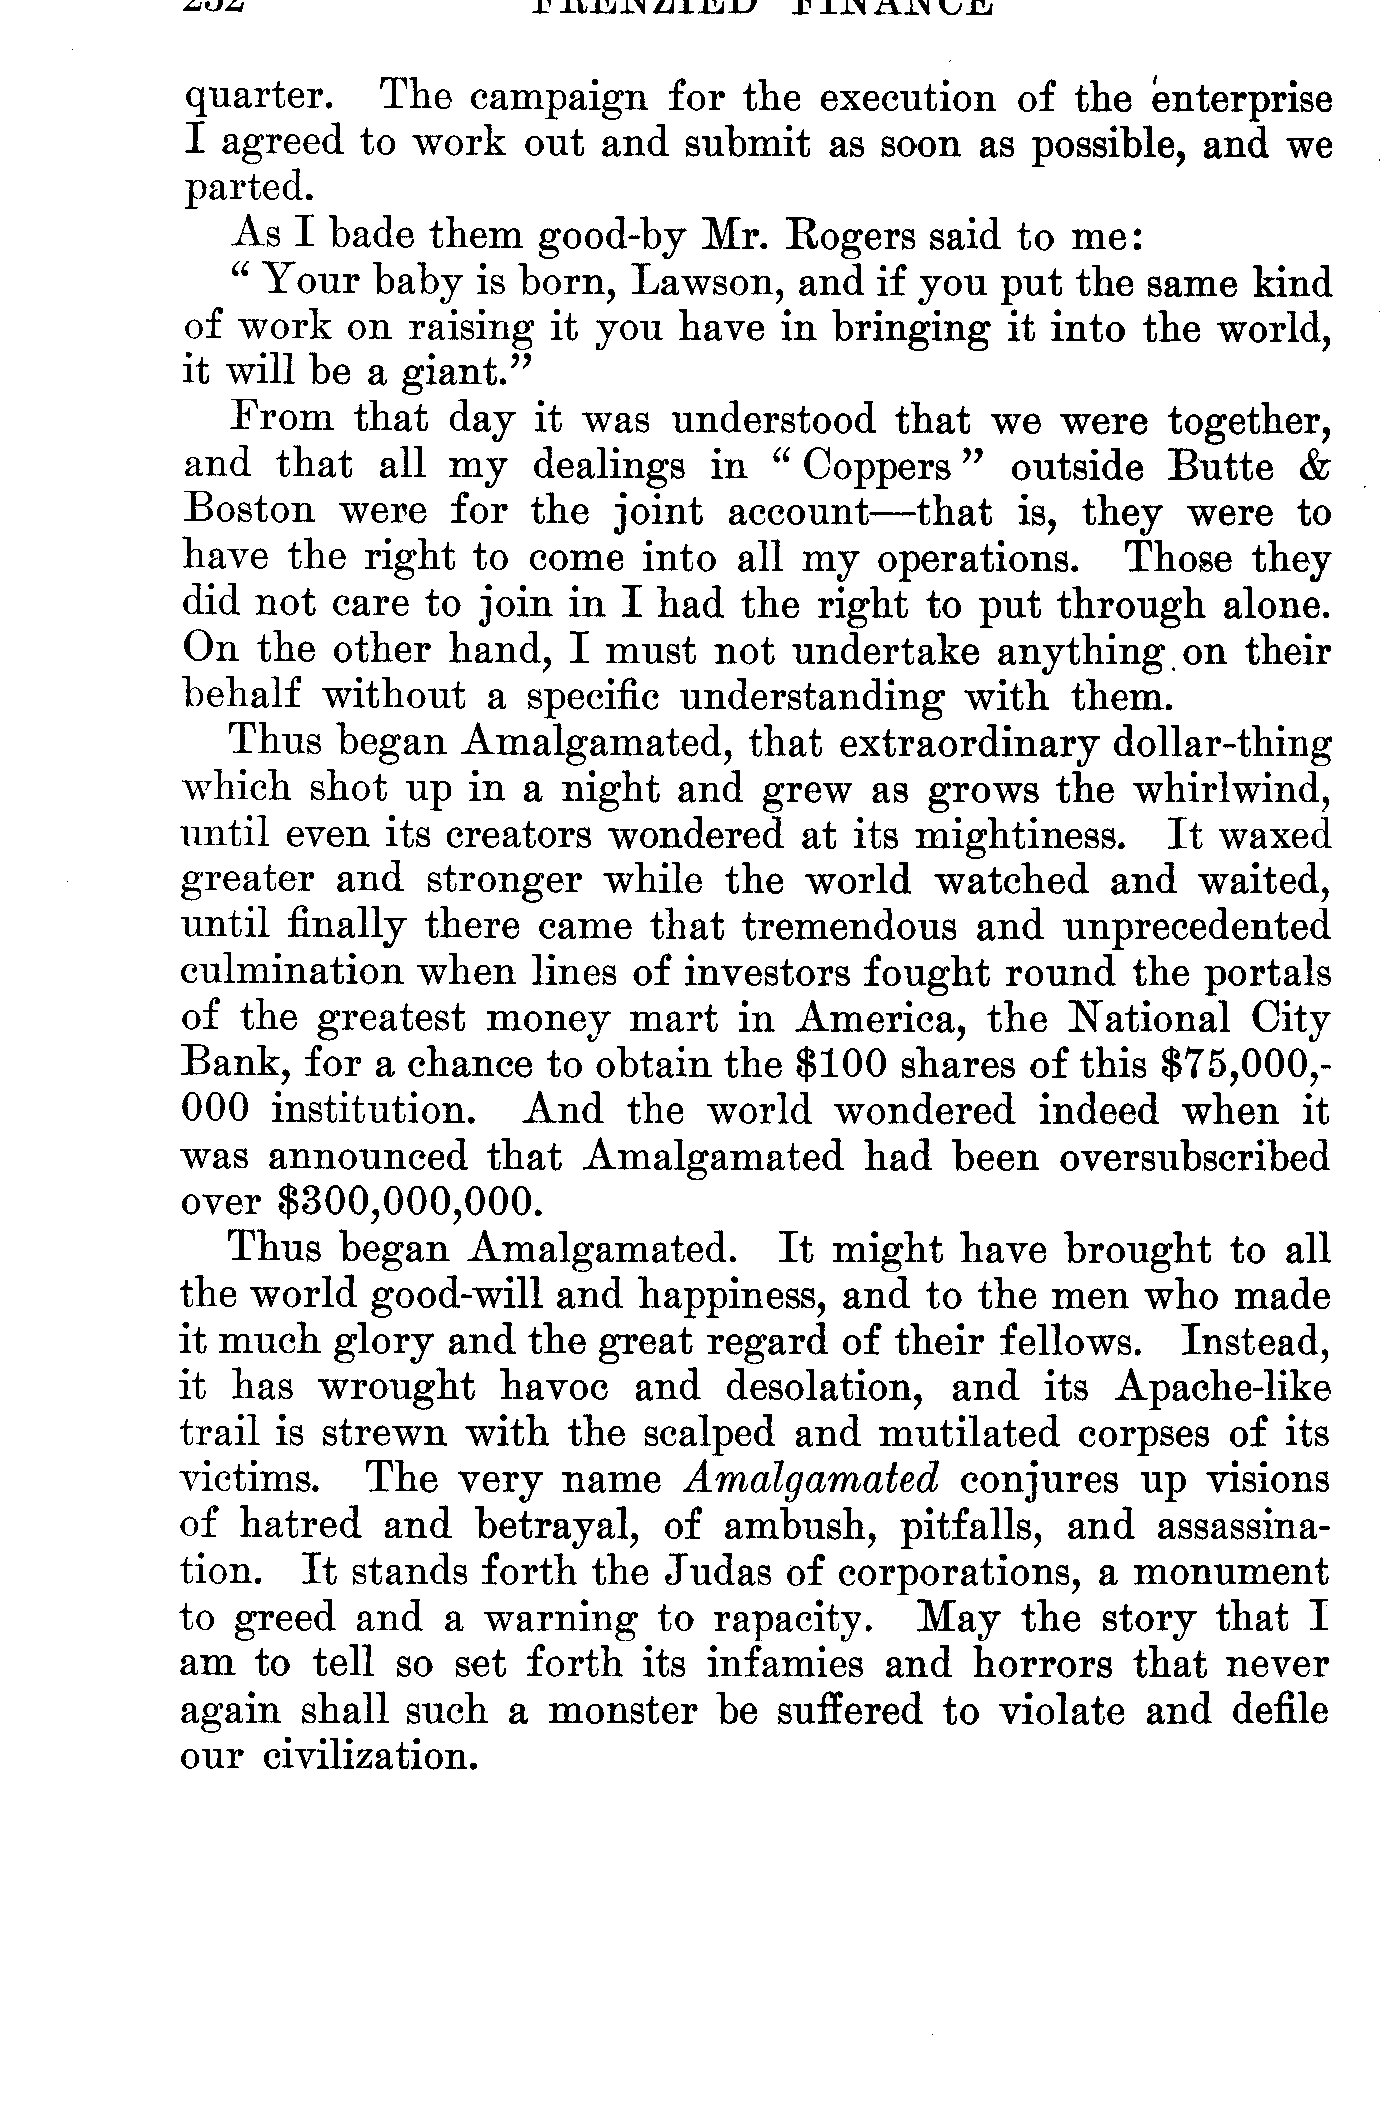 FRENZIED FINANCE
quarter. The campaign for the execution of the enterprise
I agreed to work out and submit as soon as possible, and we
parted.
As I bade them good-by Mr. Rogers said to me:
“ Your baby is born, Lawson, and if you put the same kind
of work on raising it you have in bringing it into the world,
it will be a giant.”
From that day it was understood that we were together,
and that all my dealings in “ Coppers ” outside Butte &
Boston were for the joint account—that is, they were to
have the right to come into all my operations. Those they
did not care to join in I had the right to put through alone.
On the other hand, I must not undertake anything on their
behalf without a specific understanding with them.
Thus began Amalgamated, that extraordinary dollar-thing
which shot up in a night and grew as grows the whirlwind,
until even its creators wondered at its mightiness. It waxed
greater and stronger while the world watched and waited,
until finally there came that tremendous and unprecedented
culmination when lines of investors fought round the portals
of the greatest money mart in America, the National City
Bank, for a chance to obtain the $100 shares of this $75,000,-
000 institution. And the world wondered indeed when it
was announced that Amalgamated had been oversubscribed
over $300,000,000.
Thus began Amalgamated. It might have brought to all
the world good-will and happiness, and to the men who made
it much glory and the great regard of their fellows. Instead,
it has wrought havoc and desolation, and its Apache-like
trail is strewn with the scalped and mutilated corpses of its
victims. The very name Amalgamated conjures up visions
of hatred and betrayal, of ambush, pitfalls, and assassina-
tion. It stands forth the Judas of corporations, a monument
to greed and a warning to rapacity. May the story that I
am to tell so set forth its infamies and horrors that never
again shall such a monster be suffered to violate and defile
our civilization.